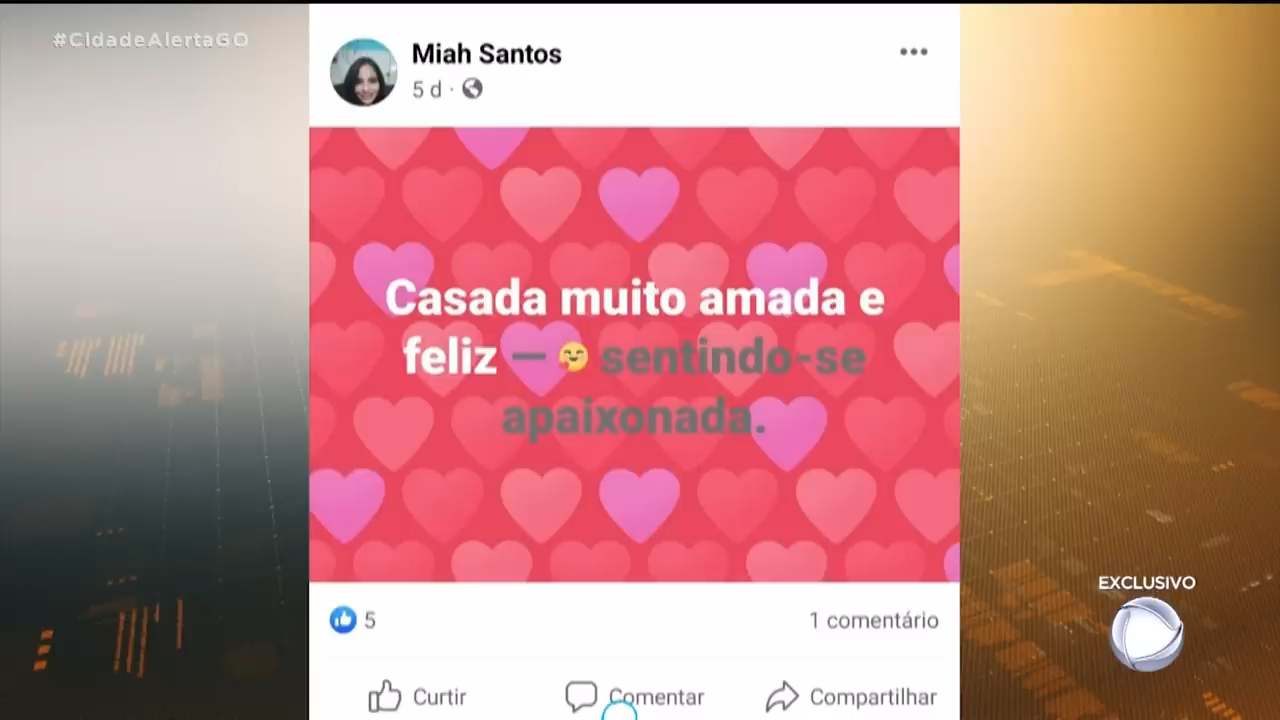 #CidadeAlertaGO
Miah Santos
5 d ·
Casada muito amada e
feliz — sentindo-se
apaixonada.
5
1 comentário
Curtir
Comentar
Compartilhar
EXCLUSIVO